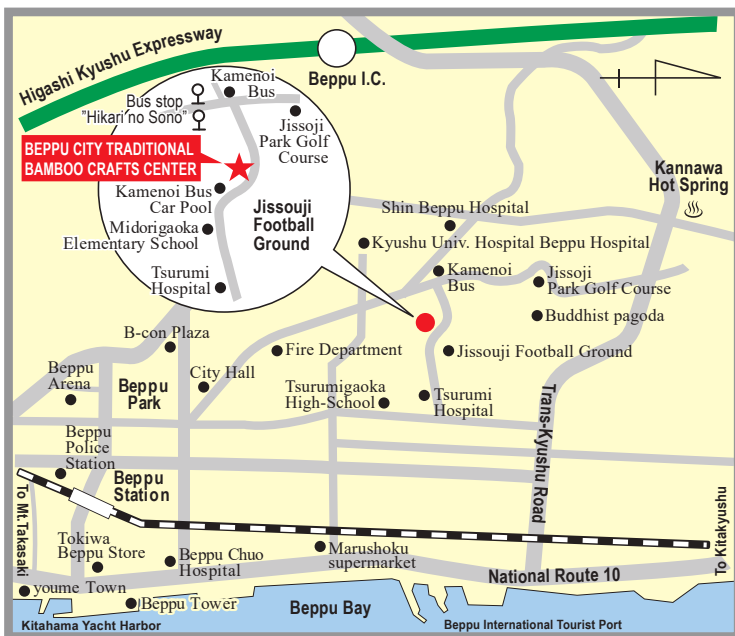 Higashi Kyushu Expressway
Beppu I.C.
Kamenoi
Bus
Bus stop
"Hikari no Sono"
Jissoji
Park Golf
Course
BEPPU CITY TRADITIONAL
BAMBOO CRAFTS CENTER
Kamenoi Bus
Car Pool
Jissouji
Football
Ground
Midorigaoka
Elementary School
Tsurumi
Hospital
Kannawa
Hot Spring
Shin Beppu Hospital
Kyushu Univ. Hospital Beppu Hospital
Kamenoi
Bus
Jissoji
Park Golf Course
Buddhist pagoda
B-con Plaza
Fire Department
Jissouji Football Ground
Beppu
Arena
Beppu
Park
City Hall
Tsurumigaoka
High-School
Tsurumi
Hospital
Trans-Kyushu Road
Beppu
Police
Station
Beppu
Station
To Mt.Takasaki
To Kitakyushu
Tokiwa
Beppu Store
Beppu Chuo
Hospital
Marushoku
supermarket
National Route 10
youme Town
Beppu Tower
Beppu Bay
Kitahama Yacht Harbor
Beppu International Tourist Port